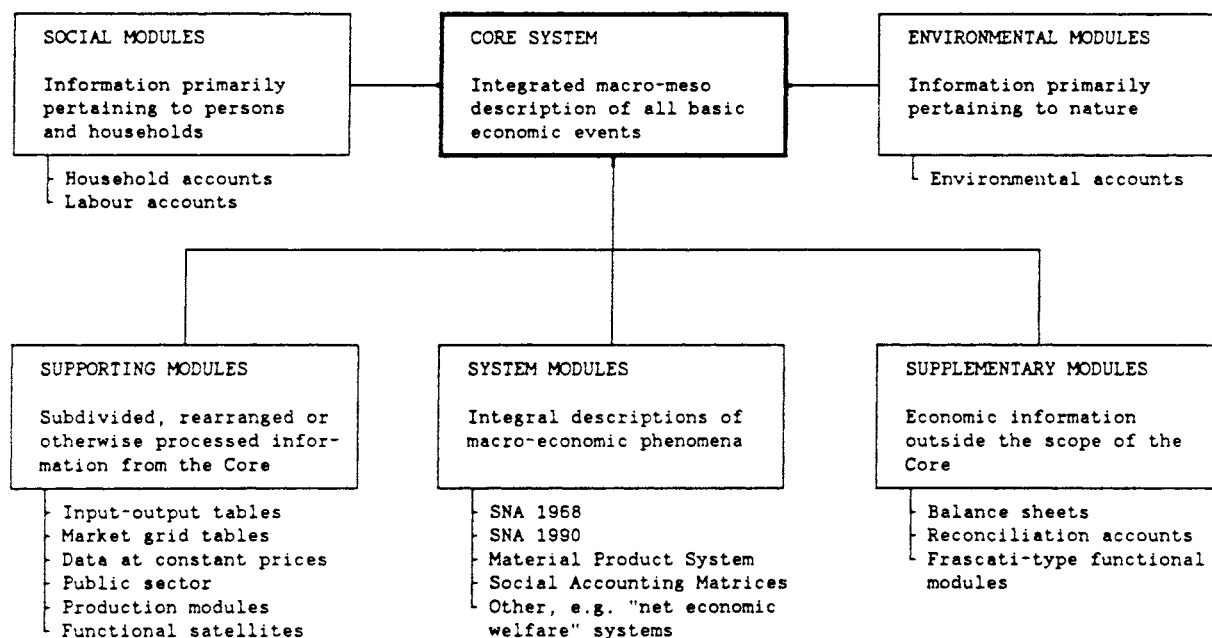 SOCIAL MODULES
Information primarily
pertaining to persons
and households
Household accounts
Labour accounts
CORE SYSTEM
Integrated macro-meso
description of all basic
economic events
ENVIRONMENTAL MODULES
Information primarily
pertaining to nature
Environmental accounts
SUPPORTING MODULES
Subdivided, rearranged or
otherwise processed infor-
mation from the Core
Input-output tables
Market grid tables
Data at constant prices
Public sector
Production modules
Functional satellites
SYSTEM MODULES
Integral descriptions of
macro-economic phenomena
SNA 1968
SNA 1990
Material Product System
Social Accounting Matrices
Other, e.g. "net economic
welfare" systems
SUPPLEMENTARY MODULES
Economic information
outside the scope of the
Core
Balance sheets
Reconciliation accounts
Frascati-type functional
modules